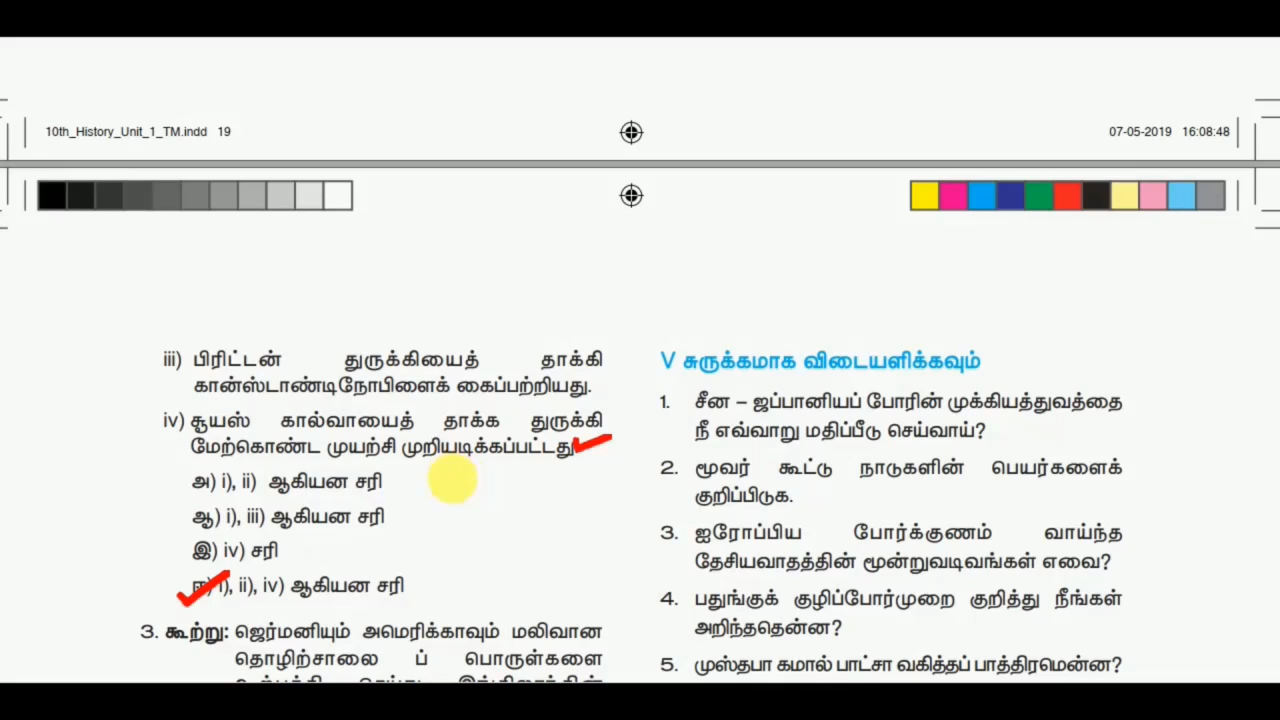 10th_History_Unit_1_TM.indd 19
07-05-2019 16:08:48
iii) பிரிட்டன் துருக்கியைத் தாக்கி
கான்ஸ்டாண்டிநோபிளைக் கைப்பற்றியது.
iv) சூயஸ் கால்வாயைத் தாக்க துருக்கி
மேற்கொண்ட முயற்சி முறியடிக்கப்பட்டது
அ) i), ii) ஆகியன சரி
ஆ) i), iii) ஆகியன சரி
இ) iv) சரி
ஈ) i), ii), iv) ஆகியன சரி
3. கூற்று: ஜெர்மனியும் அமெரிக்காவும் மலிவான
தொழிற்சாலை ப் பொருள்களை
V சுருக்கமாக விடையளிக்கவும்
1. சீன – ஜப்பானியப் போரின் முக்கியத்துவத்தை
நீ எவ்வாறு மதிப்பீடு செய்வாய்?
2. மூவர் கூட்டு நாடுகளின் பெயர்களைக்
குறிப்பிடுக.
3. ஐரோப்பிய போர்க்குணம் வாய்ந்த
தேசியவாதத்தின் மூன்றுவடிவங்கள் எவை?
4. பதுங்குக் குழிப்போர்முறை குறித்து நீங்கள்
அறிந்ததென்ன?
5. முஸ்தபா கமால் பாட்சா வகித்தப் பாத்திரமென்ன?